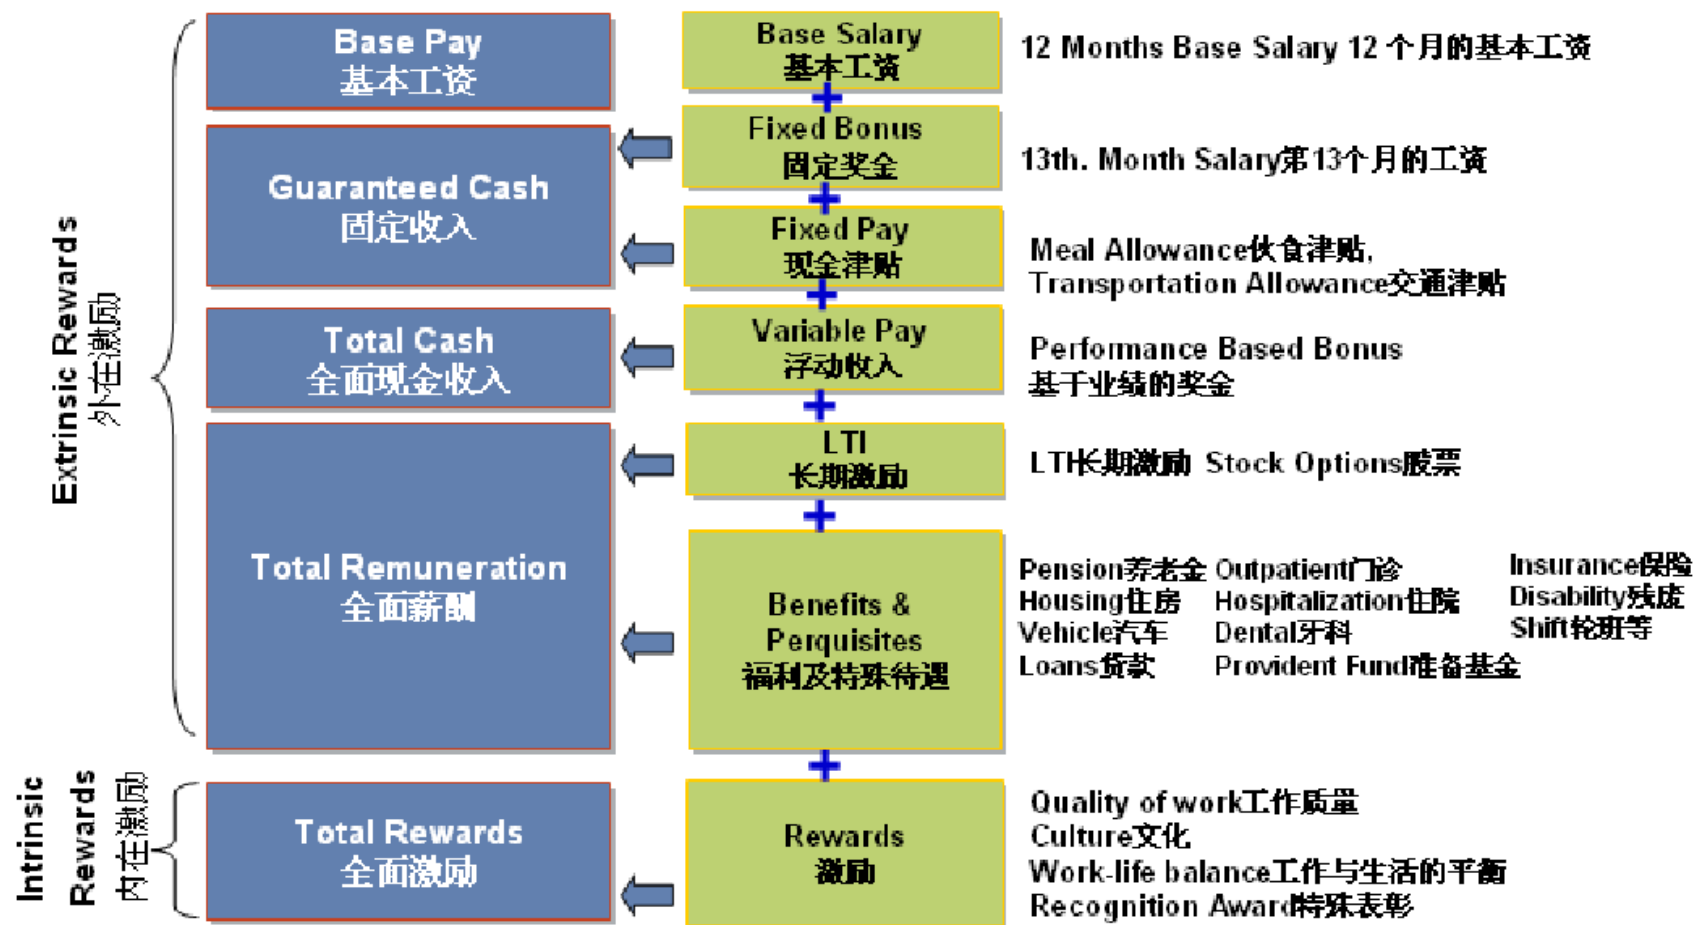 Extrinsic Rewards
外在激励
Intrinsic
Rewards
内在激励
Base Pay
基本工资
Guaranteed Cash
固定收入
Total Cash
全面现金收入
Total Remuneration
全面薪酬
Total Rewards
全面激励
Base Salary
基本工资
+
Fixed Bonus
固定奖金
+
Fixed Pay
现金津贴
+
Variable Pay
浮动收入
+
LTI
长期激励
+
Benefits &
Perquisites
福利及特殊待遇
+
Rewards
激励
12 Months Base Salary 12 个月的基本工资
13th. Month Salary第13个月的工资
Meal Allowance伙食津贴,
Transportation Allowance交通津贴
Performance Based Bonus
基于业绩的奖金
LTI长期激励 Stock Options股票
Pension养老金 Outpatient门诊 Insurance保险
Housing住房 Hospitalization住院 Disability残废
Vehicle汽车 Dental牙科 Shift轮班等
Loans贷款 Provident Fund准备基金
Quality of work工作质量
Culture文化
Work-life balance工作与生活的平衡
Recognition Award特殊表彰